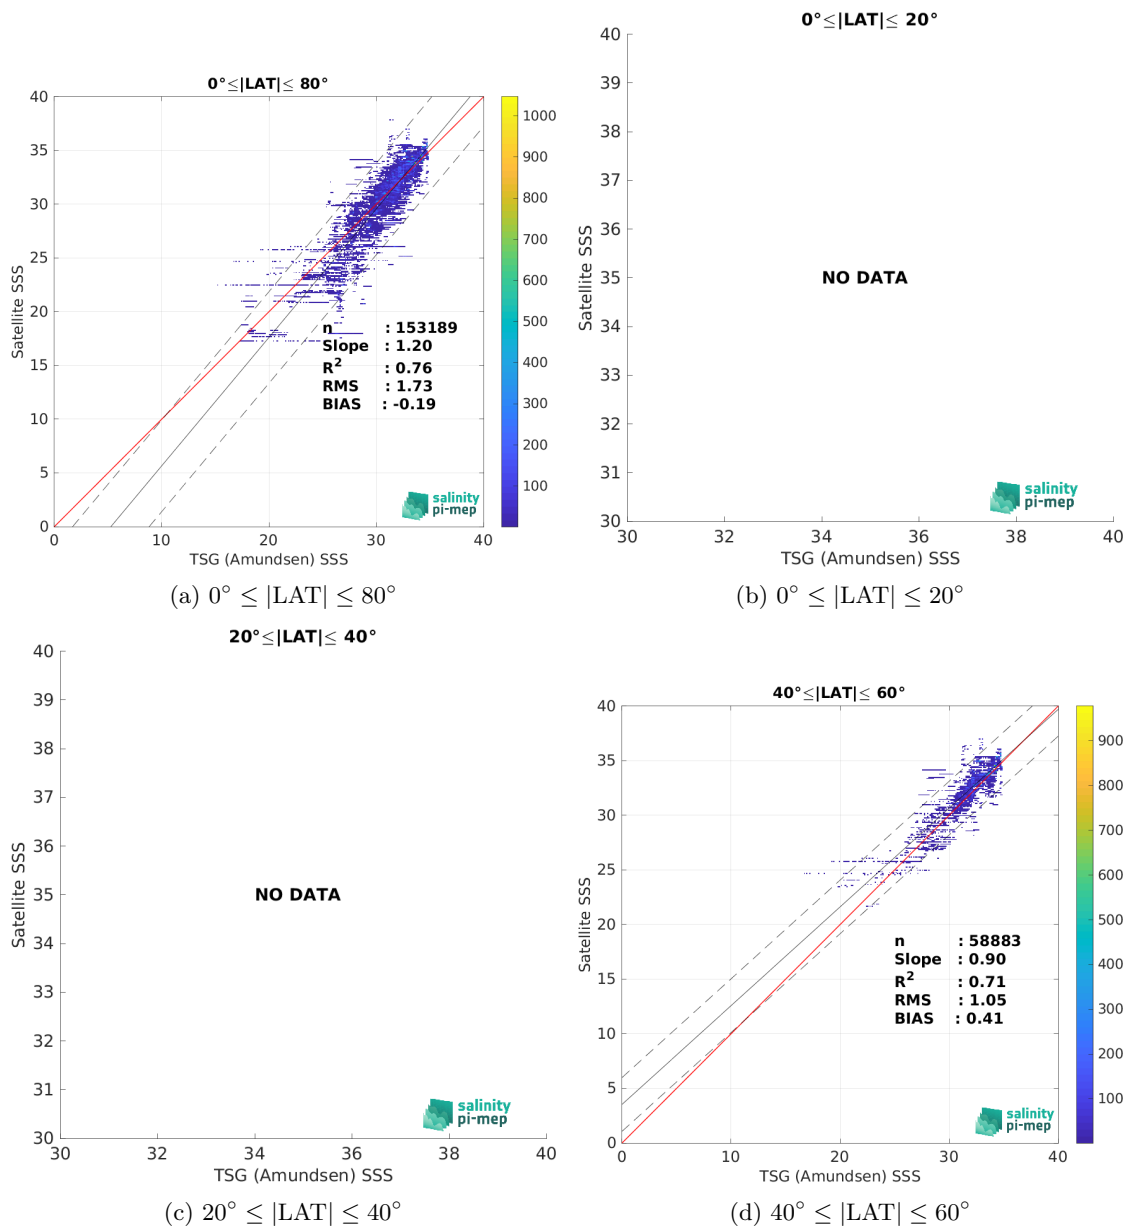 0°≤|LAT|≤ 80°
40
35
30
25
20
15
10
5
0
0
10
20
30
40
Satellite SSS
TSG (Amundsen) SSS
n : 153189
Slope : 1.20
R² : 0.76
RMS : 1.73
BIAS : -0.19
salinity
pi-mep
1000
900
800
700
600
500
400
300
200
100
(a) 0° ≤ |LAT| ≤ 80°
0°≤|LAT|≤ 20°
40
39
38
37
36
35
34
33
32
31
30
30
32
34
36
38
40
Satellite SSS
TSG (Amundsen) SSS
NO DATA
salinity
pi-mep
(b) 0° ≤ |LAT| ≤ 20°
20°≤|LAT|≤ 40°
40
39
38
37
36
35
34
33
32
31
30
30
32
34
36
38
40
Satellite SSS
TSG (Amundsen) SSS
NO DATA
salinity
pi-mep
(c) 20° ≤ |LAT| ≤ 40°
40°≤|LAT|≤ 60°
40
35
30
25
20
15
10
5
0
0
10
20
30
40
Satellite SSS
TSG (Amundsen) SSS
n : 58883
Slope : 0.90
R² : 0.71
RMS : 1.05
BIAS : 0.41
salinity
pi-mep
900
800
700
600
500
400
300
200
100
(d) 40° ≤ |LAT| ≤ 60°